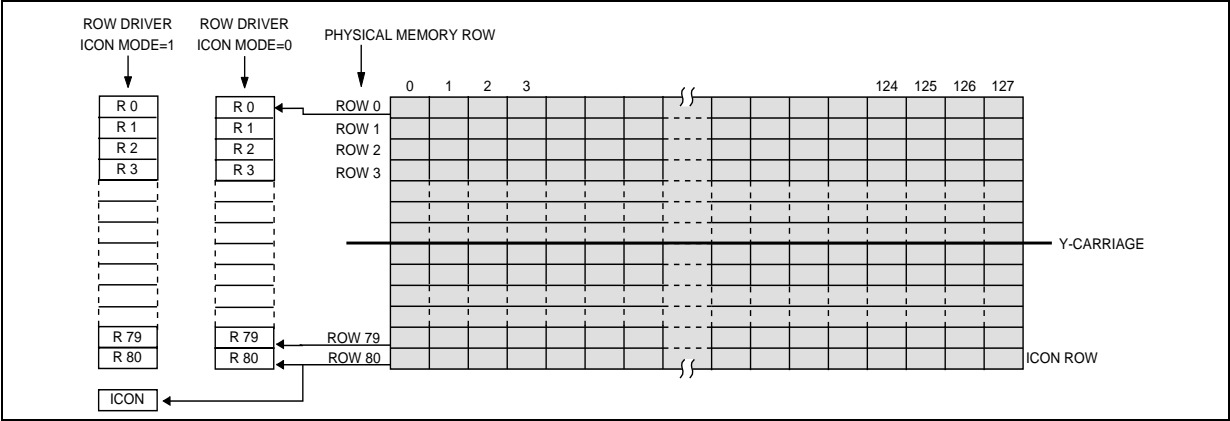 ROW DRIVER
ICON MODE=1
ROW DRIVER
ICON MODE=0
PHYSICAL MEMORY ROW
0 1 2 3 124 125 126 127
R 0 R 0 ROW 0
R 1 R 1 ROW 1
R 2 R 2 ROW 2
R 3 R 3 ROW 3
Y-CARRIAGE
R 79 R 79 ROW 79
R 80 R 80 ROW 80 ICON ROW
ICON